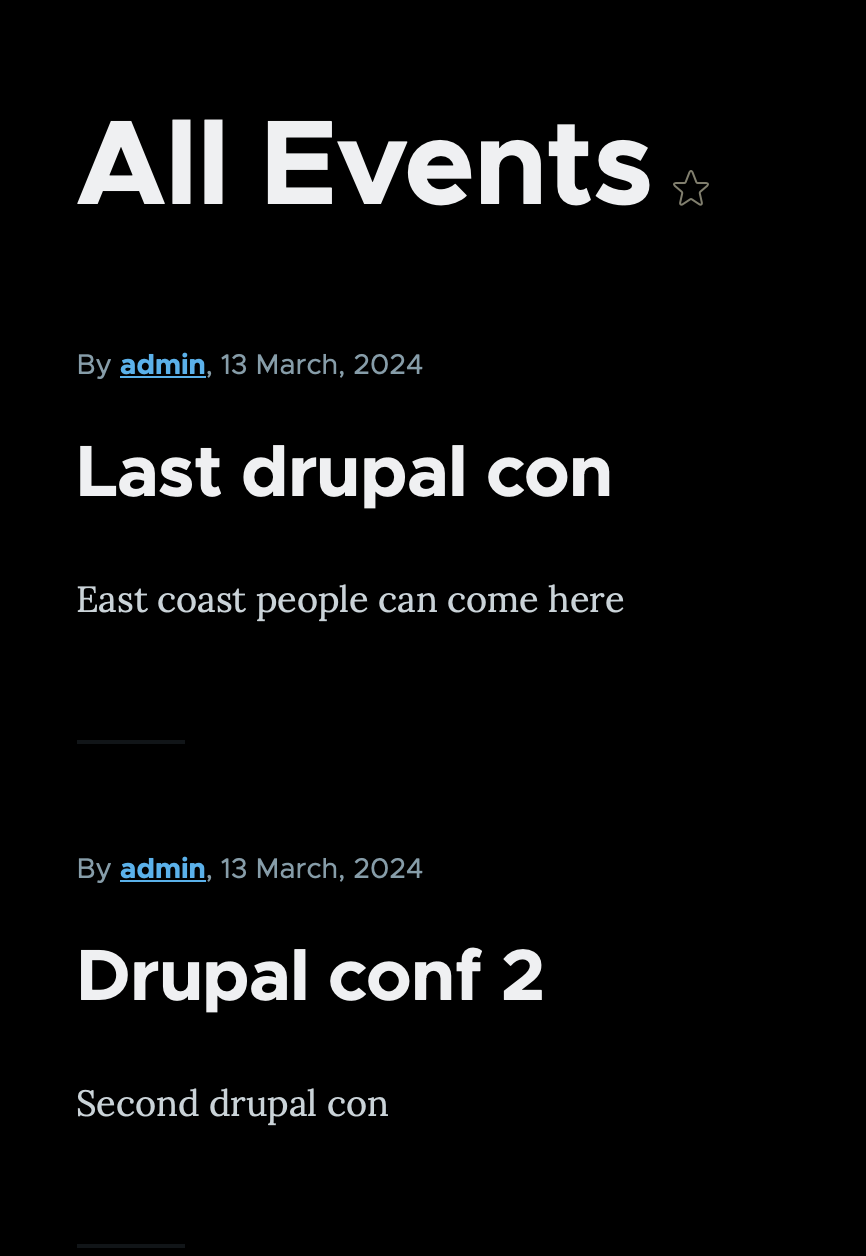 All Events
By admin, 13 March, 2024
Last drupal con
East coast people can come here
By admin, 13 March, 2024
Drupal conf 2
Second drupal con